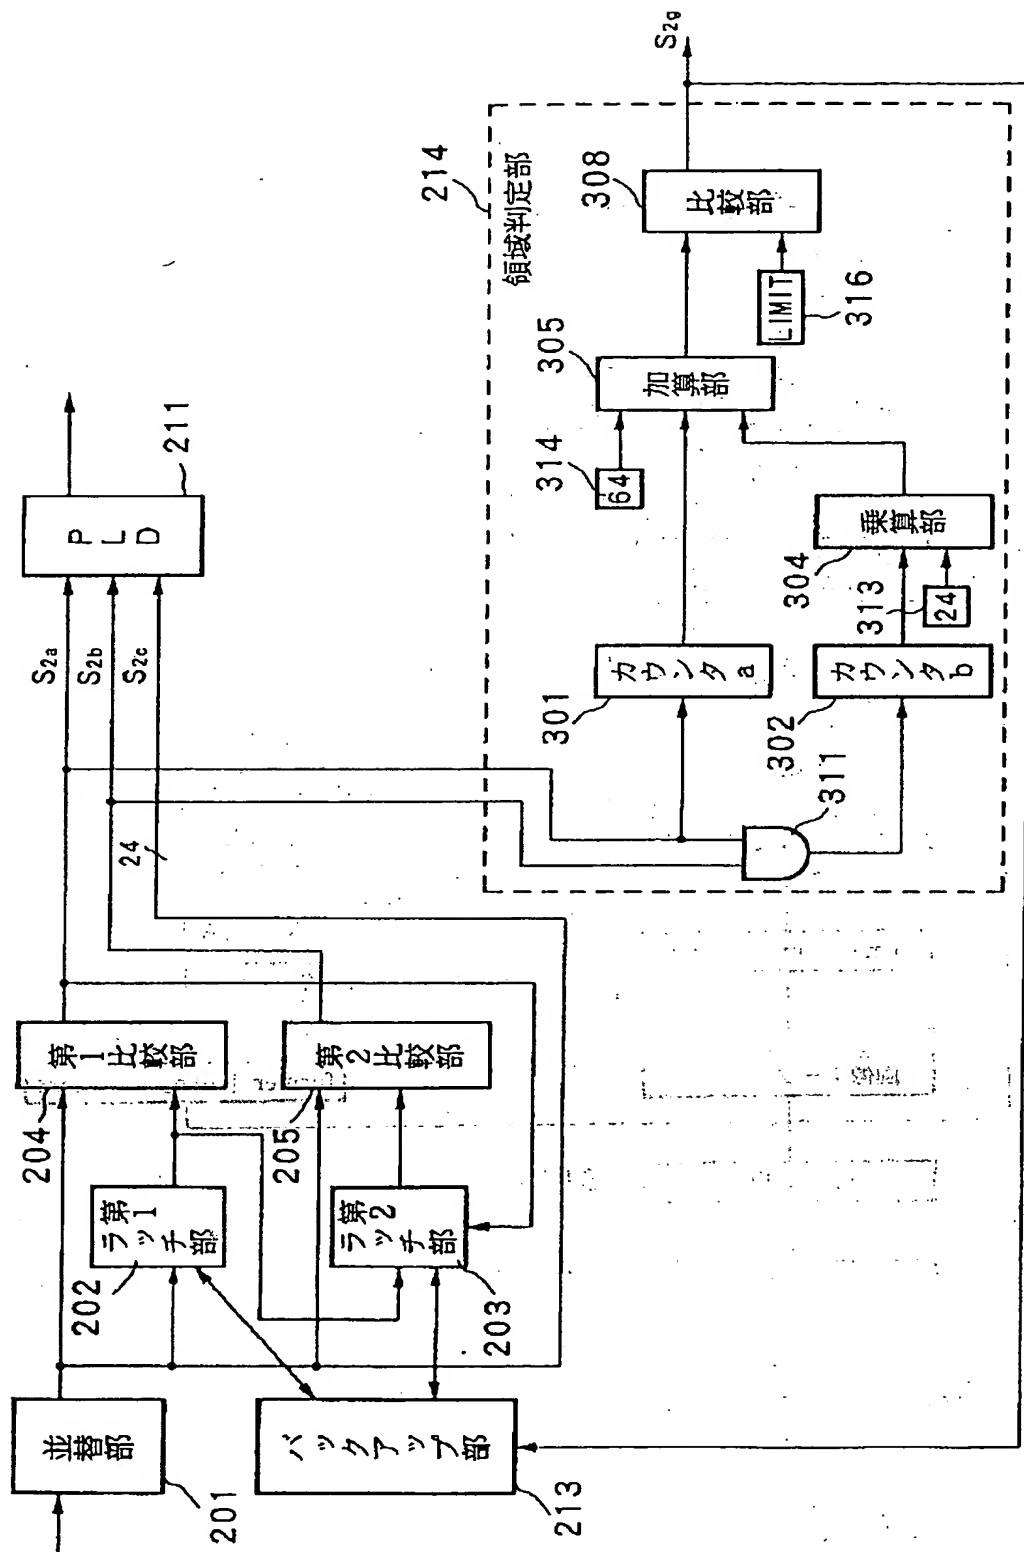 並替部
201
バックアップ部
213
第1
ラッチ部
202
第2
ラッチ部
203
第1比較部
204
第2比較部
205
24
S2a
S2b
S2c
PLD
211
領域判定部
214
311
カウンタa
301
カウンタb
302
24
313
乗算部
304
64
314
加算部
305
LIMIT
316
比較部
308
S2g